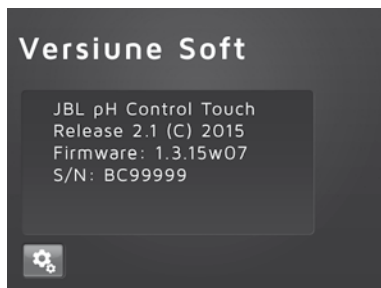 Versiune Soft
JBL pH Control Touch
Release 2.1 (C) 2015
Firmware: 1.3.15w07
S/N: BC99999